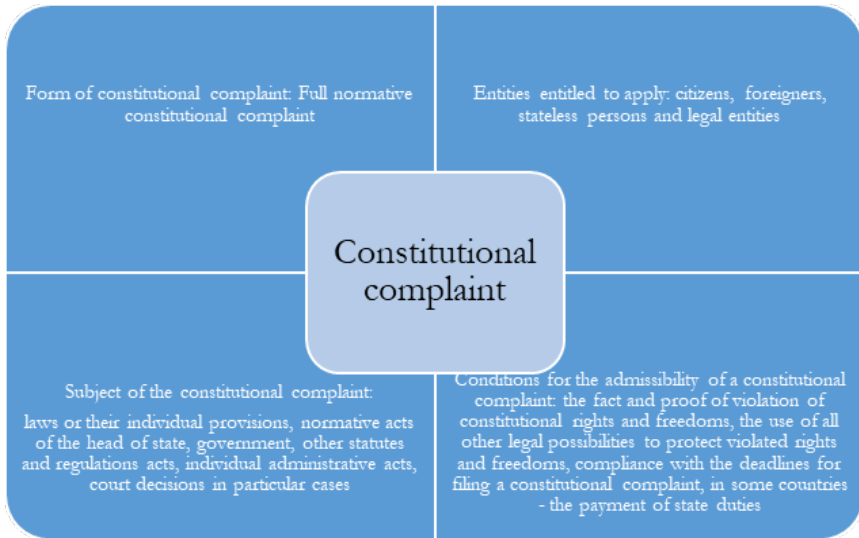 Form of constitutional complaint: Full normative
constitutional complaint
Entities entitled to apply: citizens, foreigners,
stateless persons and legal entities
Constitutional
complaint
Subject of the constitutional complaint:
laws or their individual provisions, normative acts
of the head of state, government, other statutes
and regulations acts, individual administrative acts,
court decisions in particular cases
Conditions for the admissibility of a constitutional
complaint: the fact and proof of violation of
constitutional rights and freedoms, the use of all
other legal possibilities to protect violated rights
and freedoms, compliance with the deadlines for
filing a constitutional complaint, in some countries
- the payment of state duties